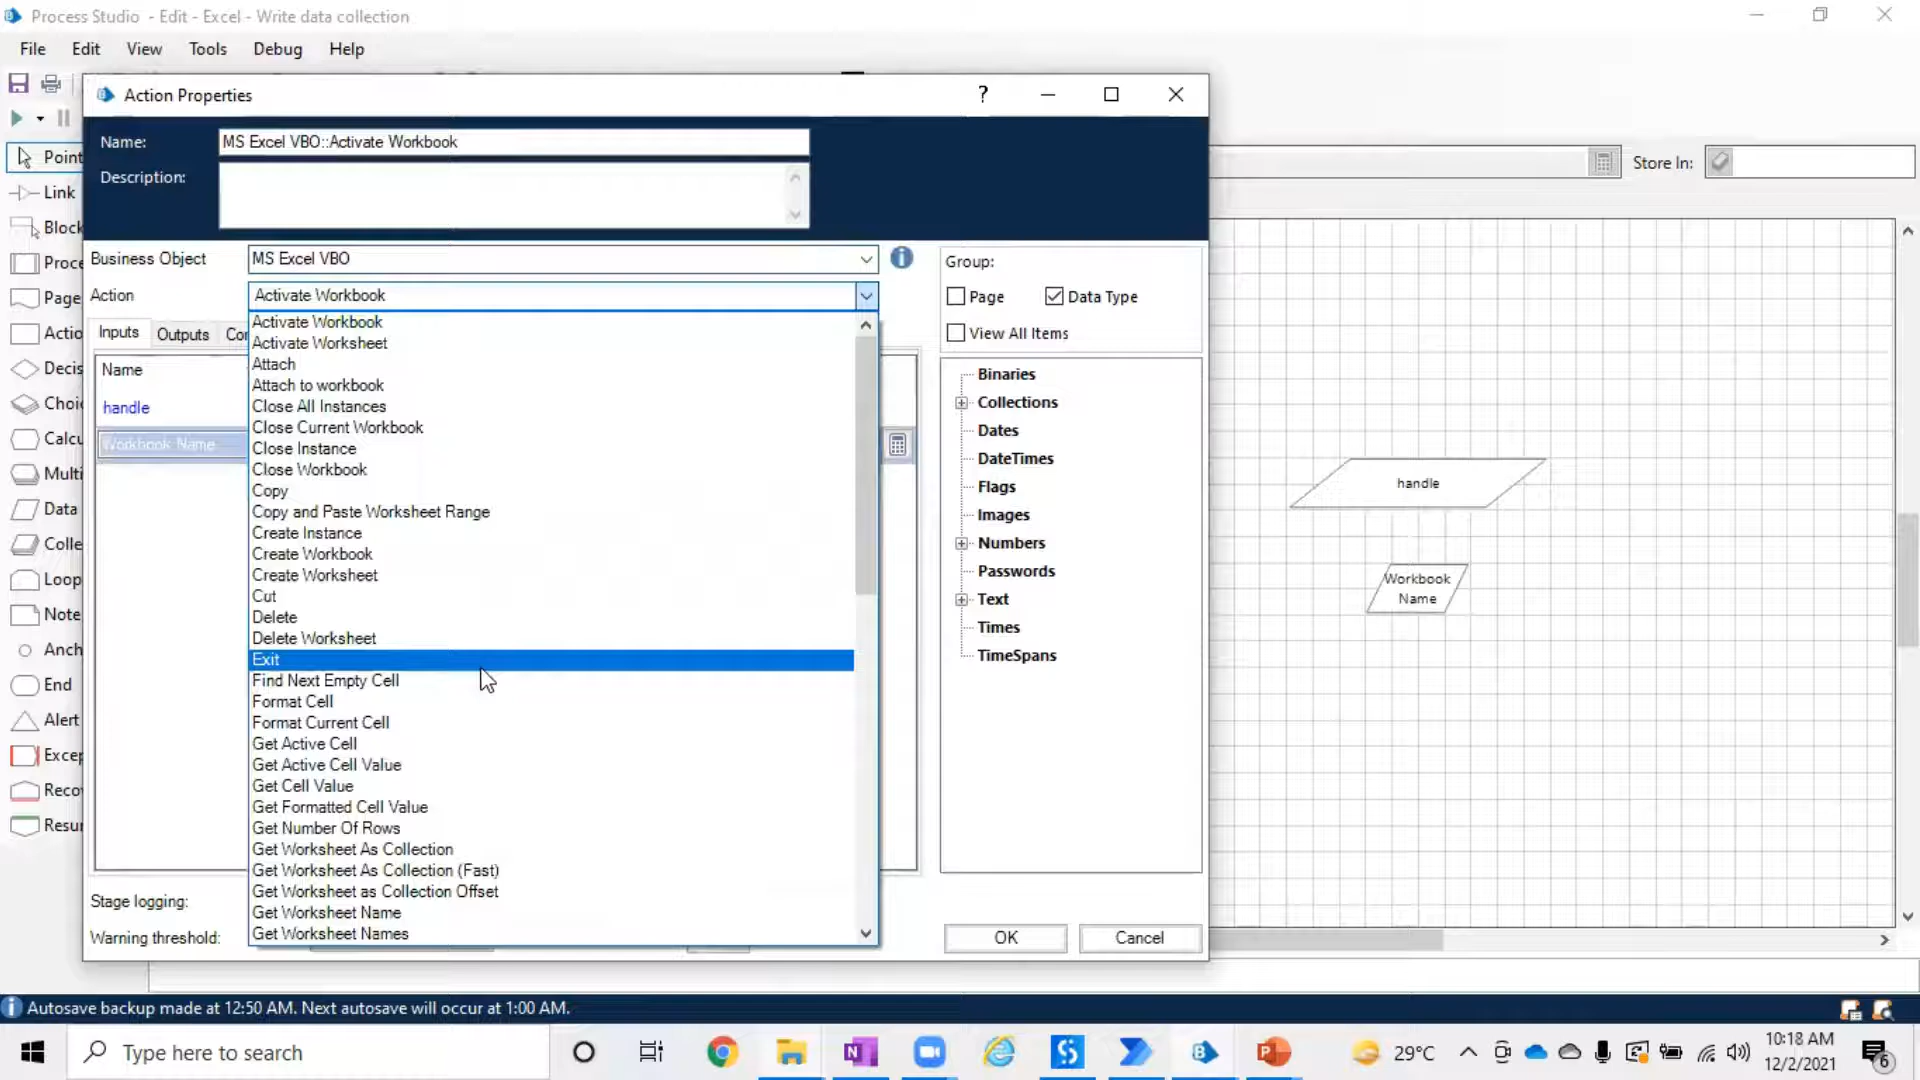 Process Studio - Edit - Excel - Write data collection
File Edit View Tools Debug Help
Action Properties
?
Name: MS Excel VBO::Activate Workbook
Description:
Store In:
Business Object MS Excel VBO
Action Activate Workbook
Group:
Page Data Type
View All Items
Point
Link
Block
Proce
Page
Actio
Decis
Choic
Calcu
Multi
Data
Colle
Loop
Note
Anch
End
Alert
Excep
Reco
Resu
Inputs Outputs Con
Name
handle
Workbook Name
Activate Workbook
Activate Worksheet
Attach
Attach to workbook
Close All Instances
Close Current Workbook
Close Instance
Close Workbook
Copy
Copy and Paste Worksheet Range
Create Instance
Create Workbook
Create Worksheet
Cut
Delete
Delete Worksheet
Exit
Find Next Empty Cell
Format Cell
Format Current Cell
Get Active Cell
Get Active Cell Value
Get Cell Value
Get Formatted Cell Value
Get Number Of Rows
Get Worksheet As Collection
Get Worksheet As Collection (Fast)
Get Worksheet as Collection Offset
Get Worksheet Name
Get Worksheet Names
Binaries
Collections
Dates
DateTimes
Flags
Images
Numbers
Passwords
Text
Times
TimeSpans
handle
Workbook
Name
Stage logging:
Warning threshold:
OK Cancel
Autosave backup made at 12:50 AM. Next autosave will occur at 1:00 AM.
Type here to search
29°C
10:18 AM
12/2/2021
6